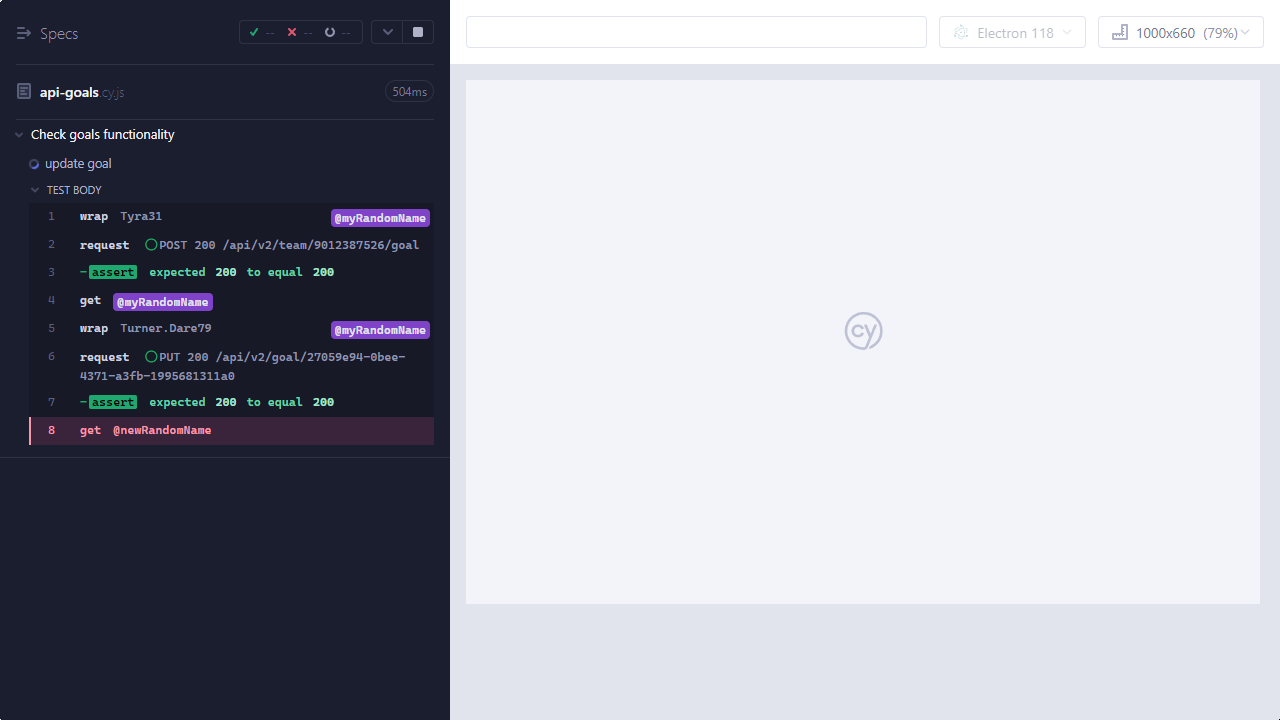 Specs
-- -- --
Electron 118
1000x660 (79%)
api-goals.cy.js
504ms
Check goals functionality
update goal
TEST BODY
1 wrap Tyra31 @myRandomName
2 request POST 200 /api/v2/team/9012387526/goal
3 -assert expected 200 to equal 200
4 get @myRandomName
5 wrap Turner.Dare79 @myRandomName
6 request PUT 200 /api/v2/goal/27059e94-0bee-
4371-a3fb-1995681311a0
7 -assert expected 200 to equal 200
8 get @newRandomName
cy